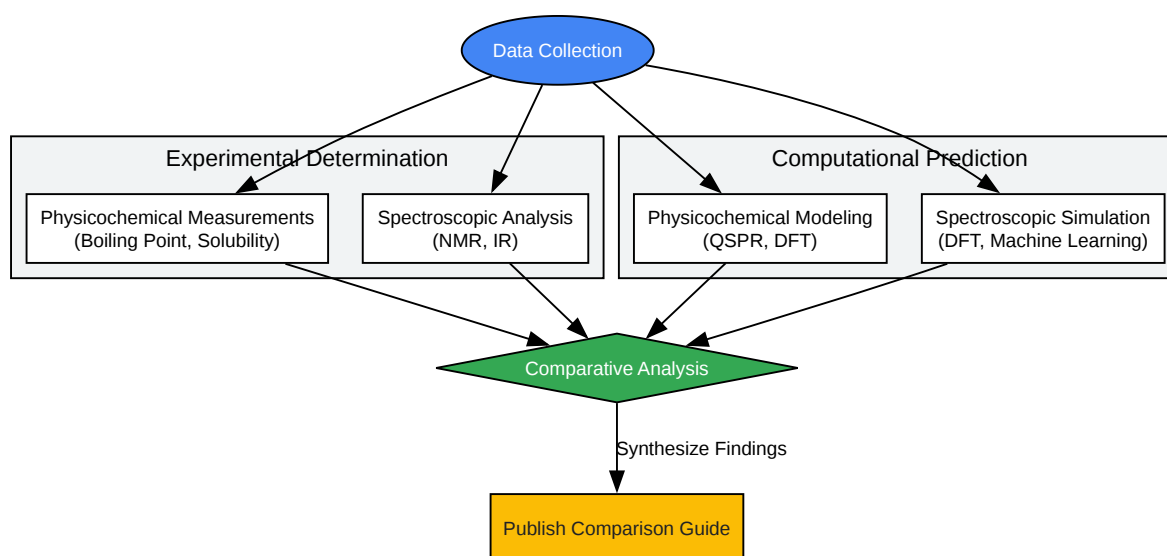 Data Collection
Experimental Determination
Computational Prediction
Physicochemical Measurements
(Boiling Point, Solubility)
Spectroscopic Analysis
(NMR, IR)
Physicochemical Modeling
(QSPR, DFT)
Spectroscopic Simulation
(DFT, Machine Learning)
Comparative Analysis
Synthesize Findings
Publish Comparison Guide